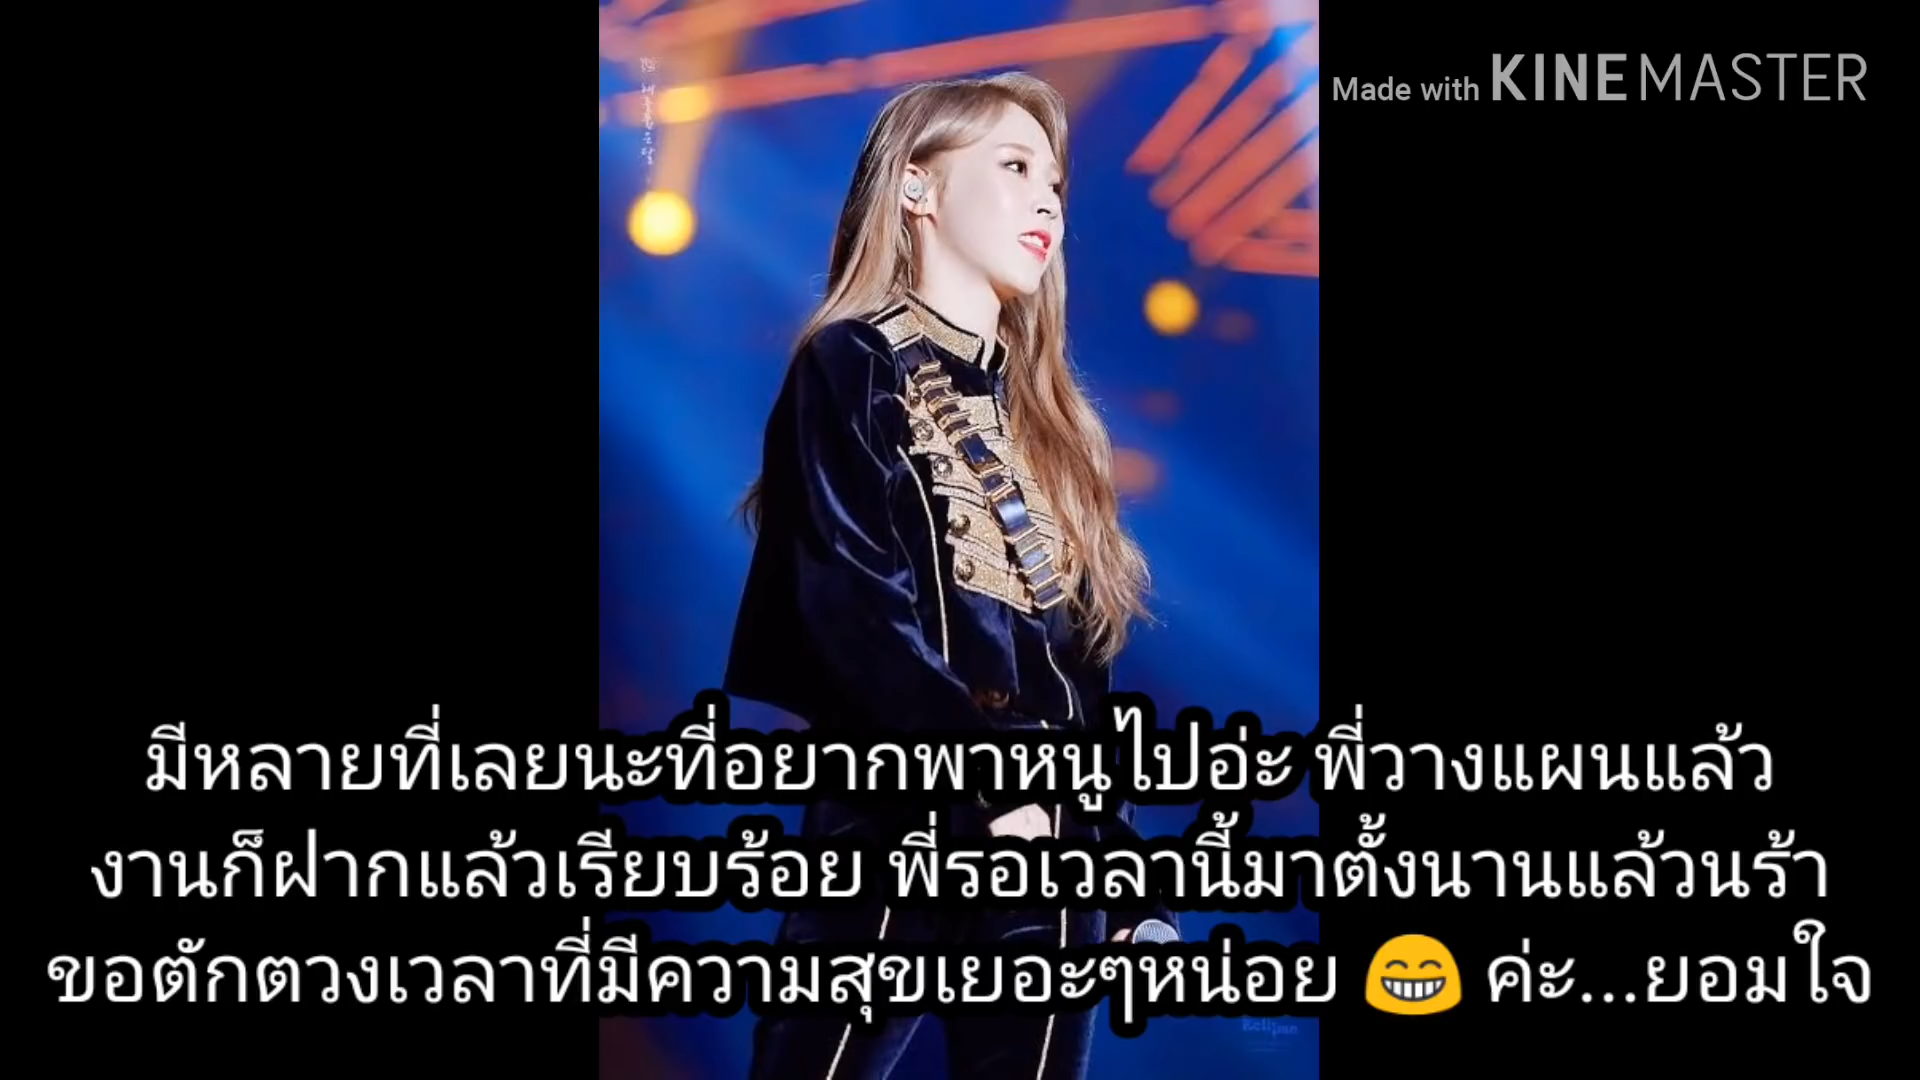 Made with KINEMASTER
มีหลายที่เลยนะที่อยากพาหนูไปอ่ะ พี่วางแผนแล้ว
งานก็ฝากแล้วเรียบร้อย พี่รอเวลานี้มาตั้งนานแล้วนร้า
ขอตักตวงเวลาที่มีความสุขเยอะๆหน่อย 😁 ค่ะ...ยอมใจ